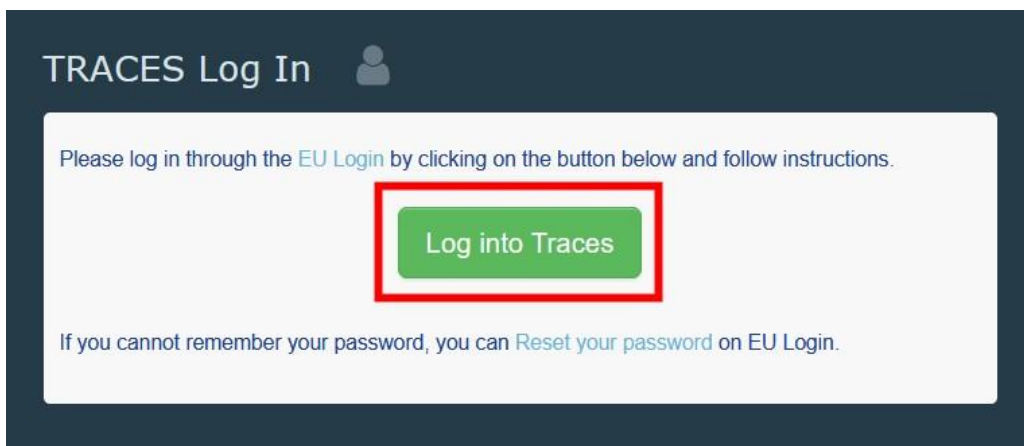 TRACES Log In
Please log in through the EU Login by clicking on the button below and follow instructions.
Log into Traces
If you cannot remember your password, you can Reset your password on EU Login.